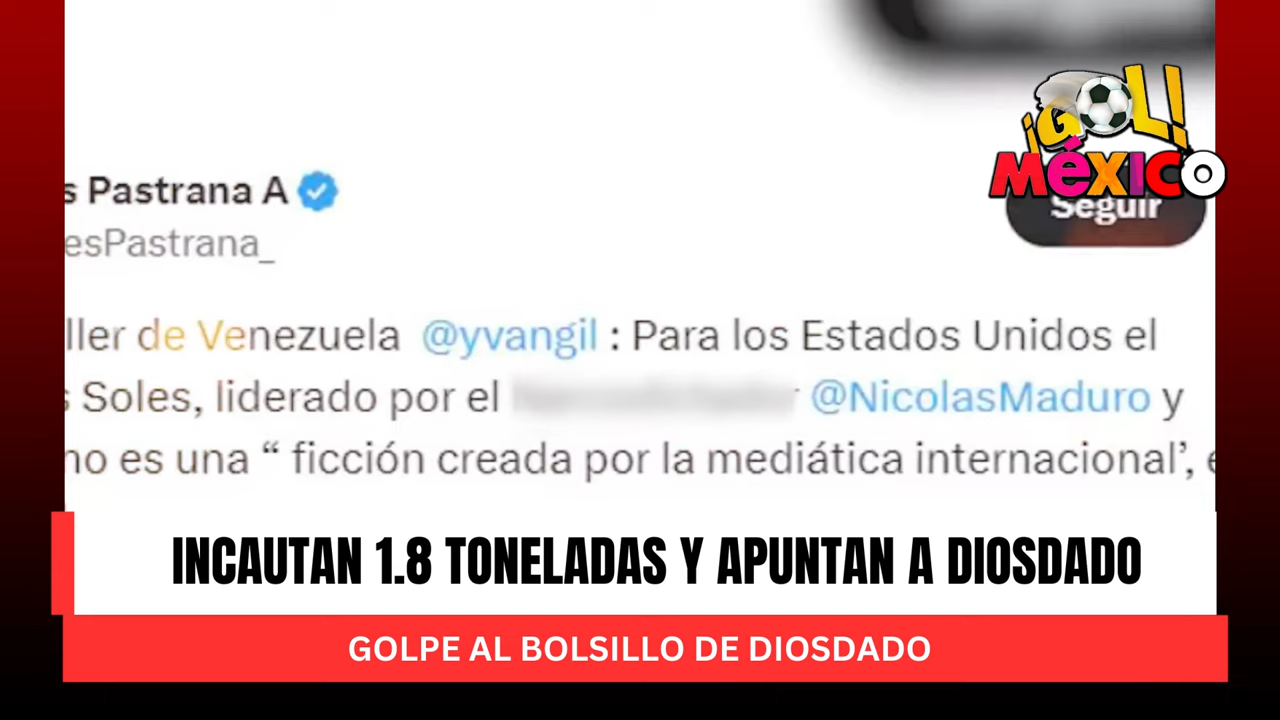 ¡GOL!
MéXICO
s Pastrana A
Seguir
esPastrana_
ller de Venezuela @yvangil : Para los Estados Unidos el
s Soles, liderado por el @NicolasMaduro y
no es una “ ficción creada por la mediática internacional’, e
INCAUTAN 1.8 TONELADAS Y APUNTAN A DIOSDADO
GOLPE AL BOLSILLO DE DIOSDADO